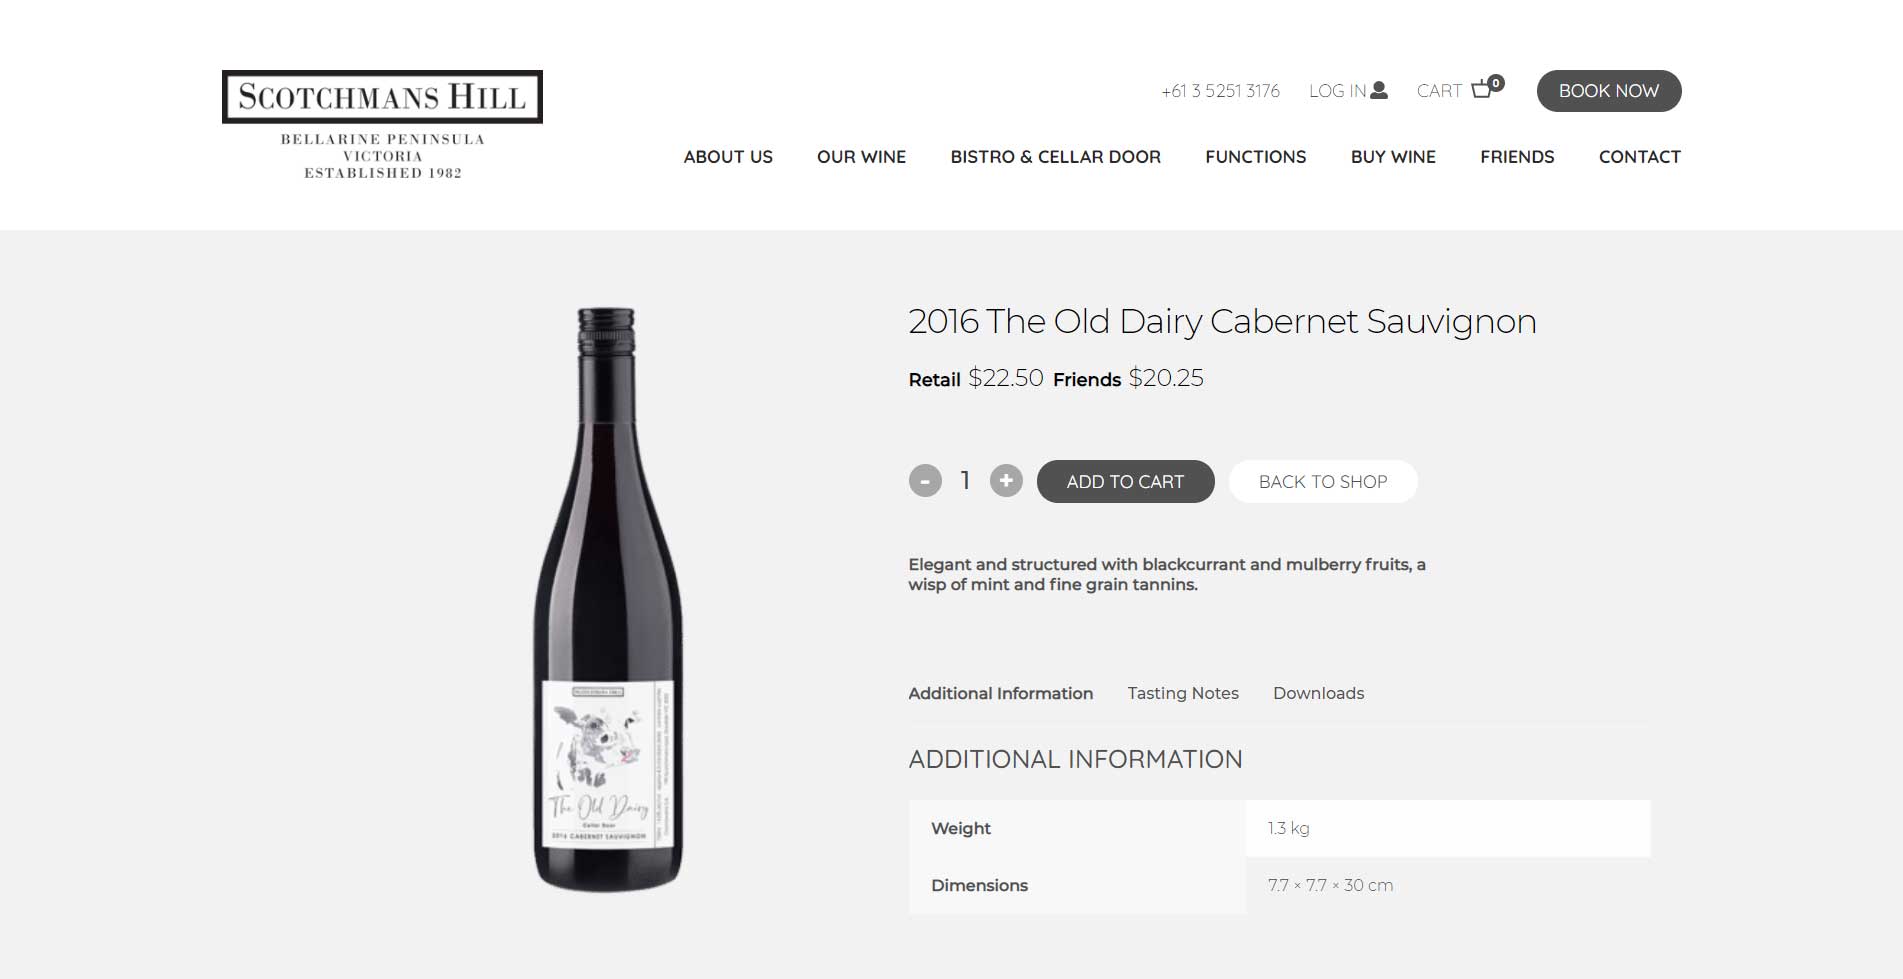 SCOTCHMANS HILL
BELLARINE PENINSULA
VICTORIA
ESTABLISHED 1982
+61 3 5251 3176 LOG IN CART 0 BOOK NOW
ABOUT US OUR WINE BISTRO & CELLAR DOOR FUNCTIONS BUY WINE FRIENDS CONTACT
2016 The Old Dairy Cabernet Sauvignon
Retail $22.50 Friends $20.25
- 1 + ADD TO CART BACK TO SHOP
Elegant and structured with blackcurrant and mulberry fruits, a
wisp of mint and fine grain tannins.
Additional Information Tasting Notes Downloads
ADDITIONAL INFORMATION
Weight 1.3 kg
Dimensions 7.7 × 7.7 × 30 cm
SCOTCHMANS HILL
The Old Dairy
Cellar Door
2016 CABERNET SAUVIGNON